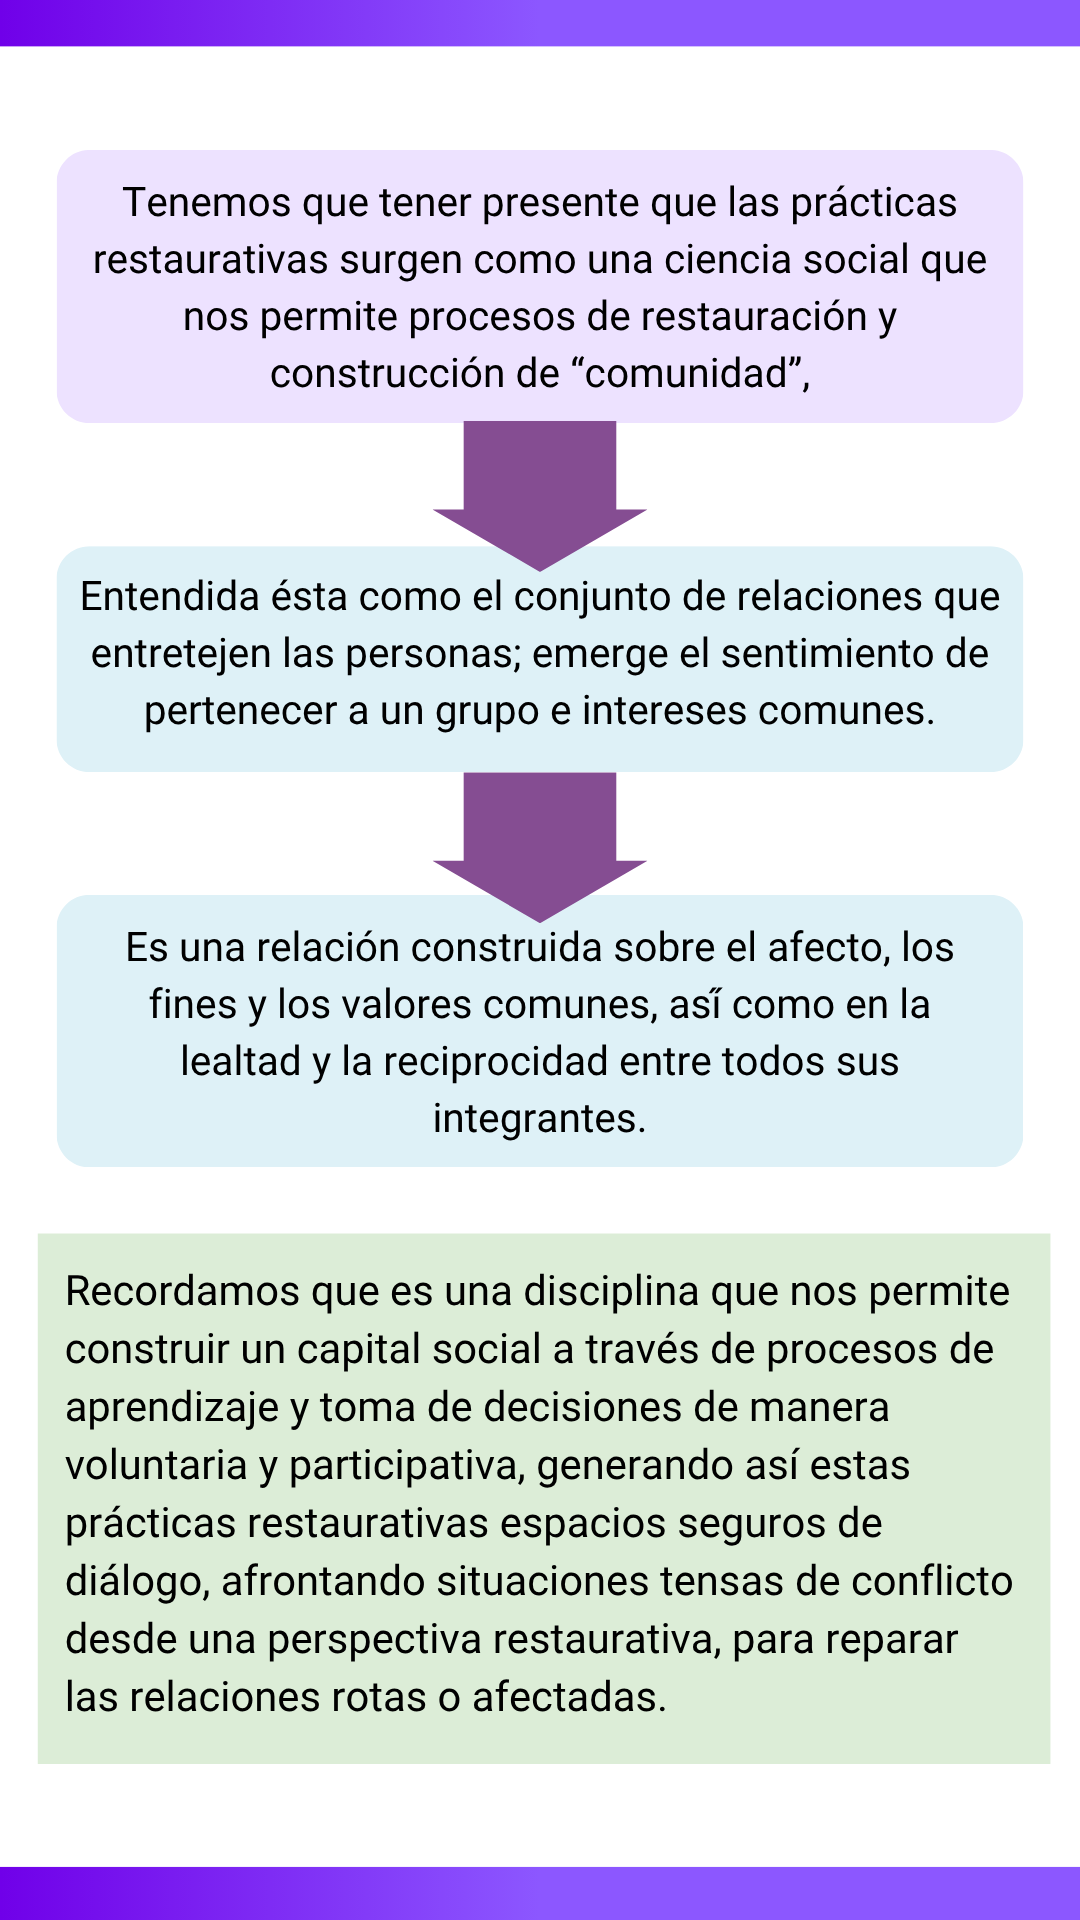 Tenemos que tener presente que las prácticas
restaurativas surgen como una ciencia social que
nos permite procesos de restauración y
construcción de “comunidad”,
Entendida ésta como el conjunto de relaciones que
entretejen las personas; emerge el sentimiento de
pertenecer a un grupo e intereses comunes.
Es una relación construida sobre el afecto, los
fines y los valores comunes, así́ como en la
lealtad y la reciprocidad entre todos sus
integrantes.
Recordamos que es una disciplina que nos permite
construir un capital social a través de procesos de
aprendizaje y toma de decisiones de manera
voluntaria y participativa, generando así estas
prácticas restaurativas espacios seguros de
diálogo, afrontando situaciones tensas de conflicto
desde una perspectiva restaurativa, para reparar
las relaciones rotas o afectadas.